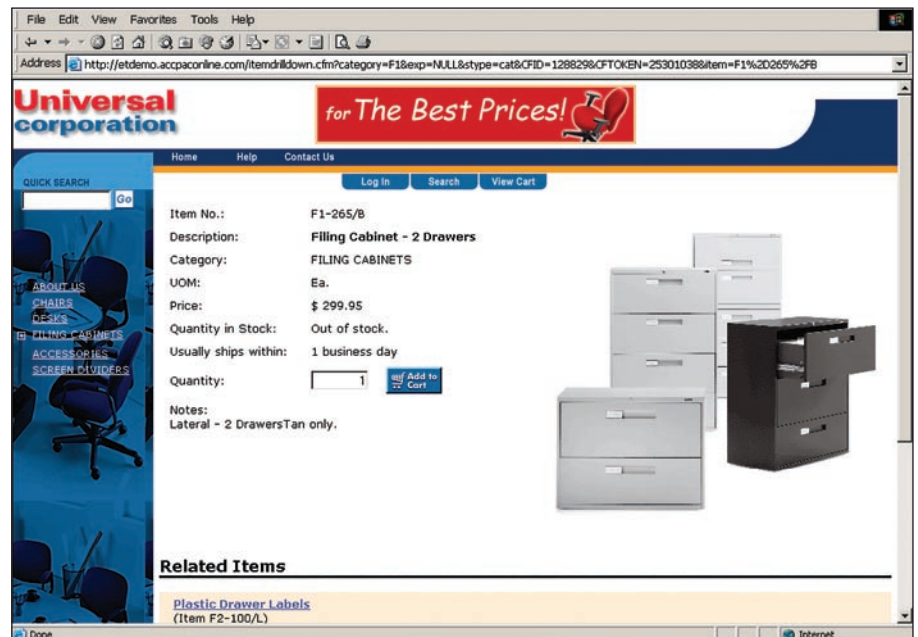 File Edit View Favorites Tools Help
Address http://etdemo.accpaconline.com/itemdrilldown.cfm?category=F1&exp=NULL&stype=cat&CFID=128829&CFTOKEN=25301038&item=F1%2D265%2FB
Universal
corporation
for The Best Prices!
Home Help Contact Us
Log In Search View Cart
QUICK SEARCH
Go
ABOUT US
CHAIRS
DESKS
FILING CABINETS
ACCESSORIES
SCREEN DIVIDERS
Item No.: F1-265/B
Description: Filing Cabinet - 2 Drawers
Category: FILING CABINETS
UOM: Ea.
Price: $ 299.95
Quantity in Stock: Out of stock.
Usually ships within: 1 business day
Quantity: 1 Add to
Cart
Notes:
Lateral - 2 DrawersTan only.
Related Items
Plastic Drawer Labels
(Item F2-100/L)
Done Internet